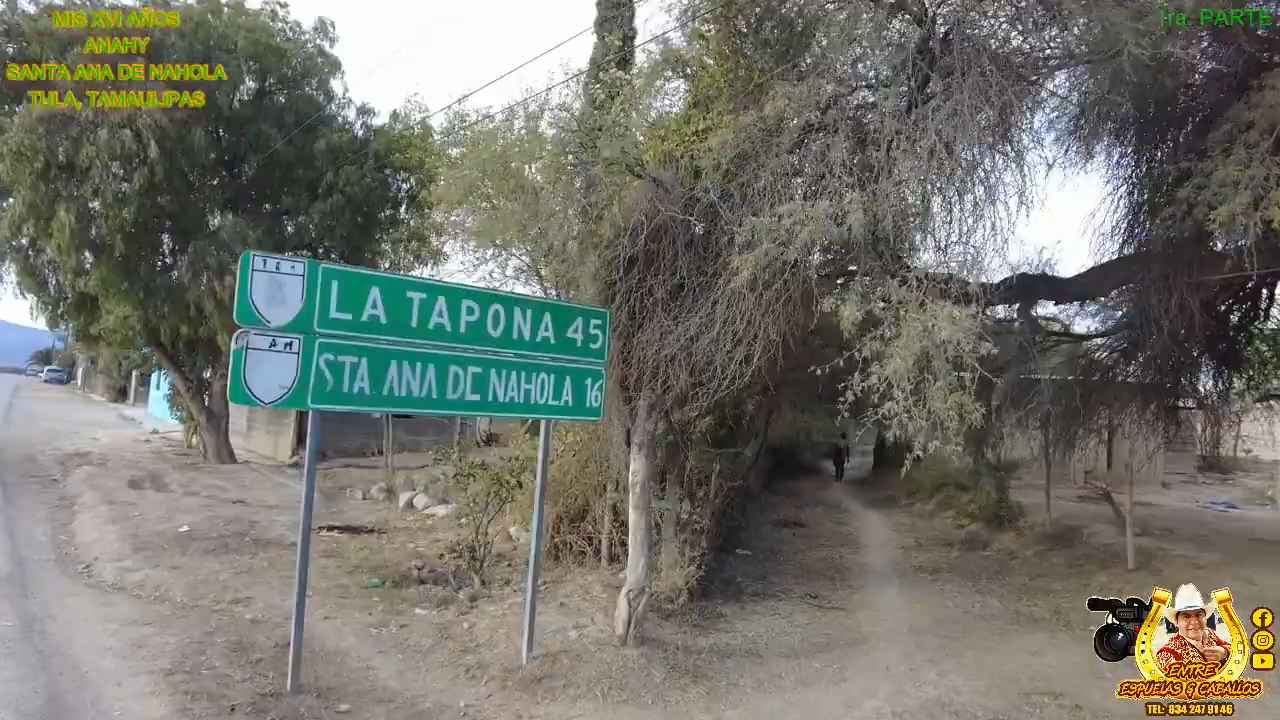 MIS XVI AÑOS
ANAHY
SANTA ANA DE NAHOLA
TULA, TAMAULIPAS
1ra. PARTE
LA TAPONA 45
STA ANA DE NAHOLA 16
ENTRE
ESPUELAS Y CABALLOS
TEL: 834 247 9146